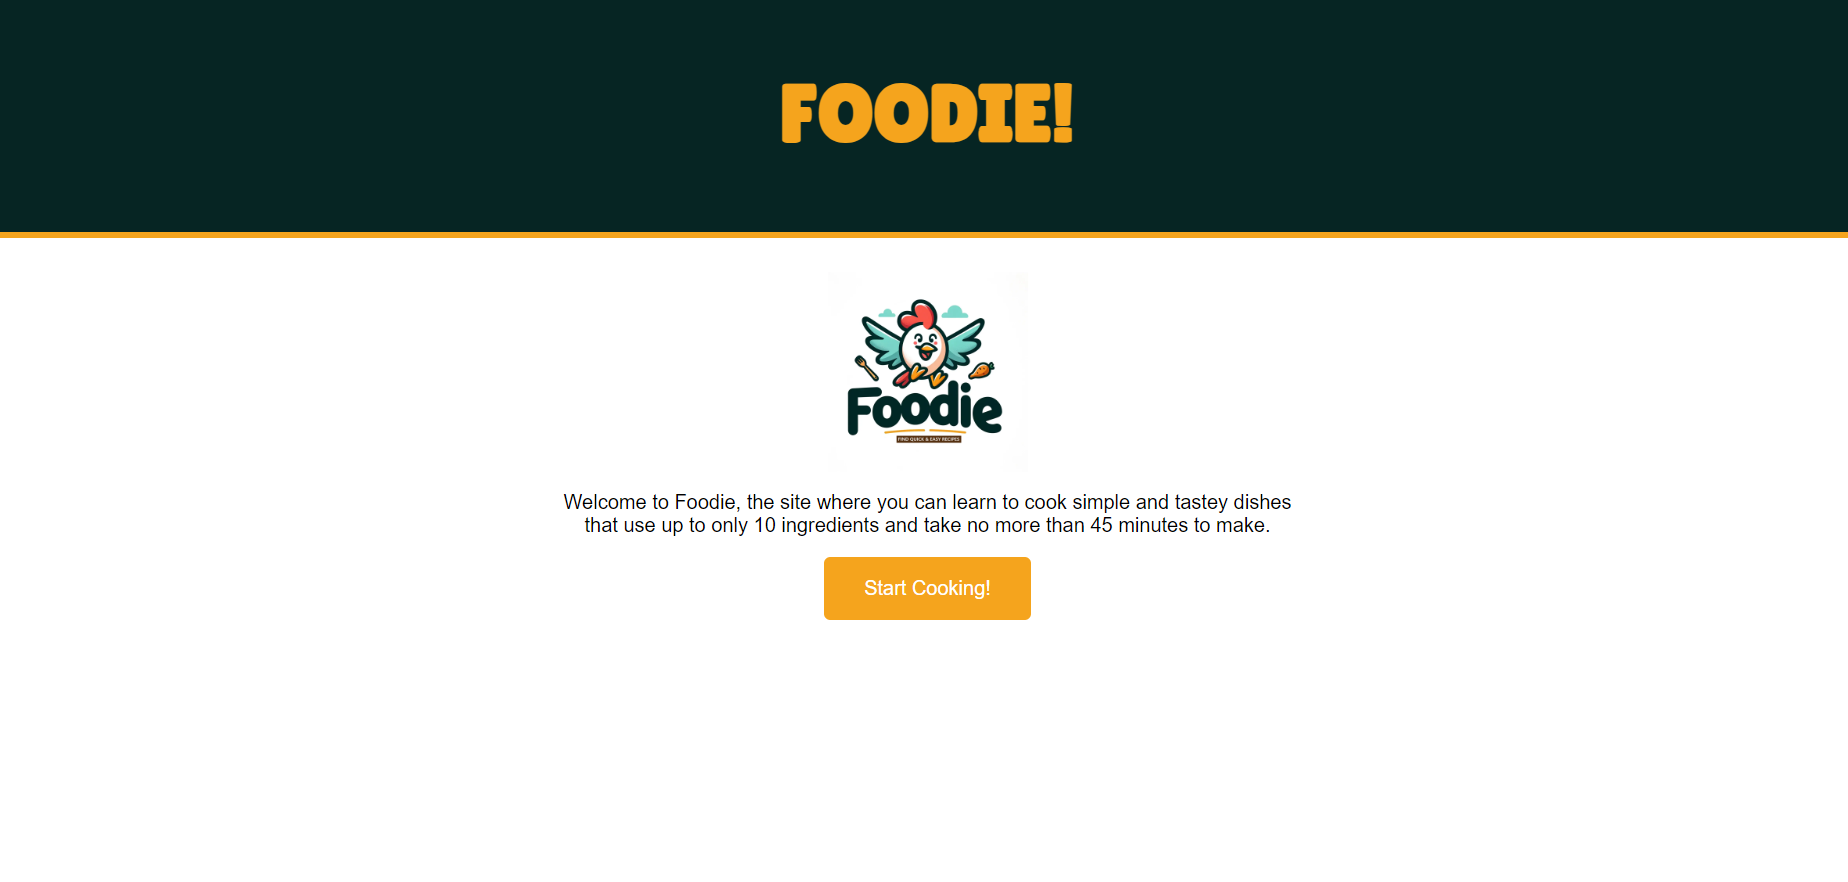 FOODIE!
Foodie
FIND QUICK & EASY RECIPES
Welcome to Foodie, the site where you can learn to cook simple and tastey dishes
that use up to only 10 ingredients and take no more than 45 minutes to make.
Start Cooking!